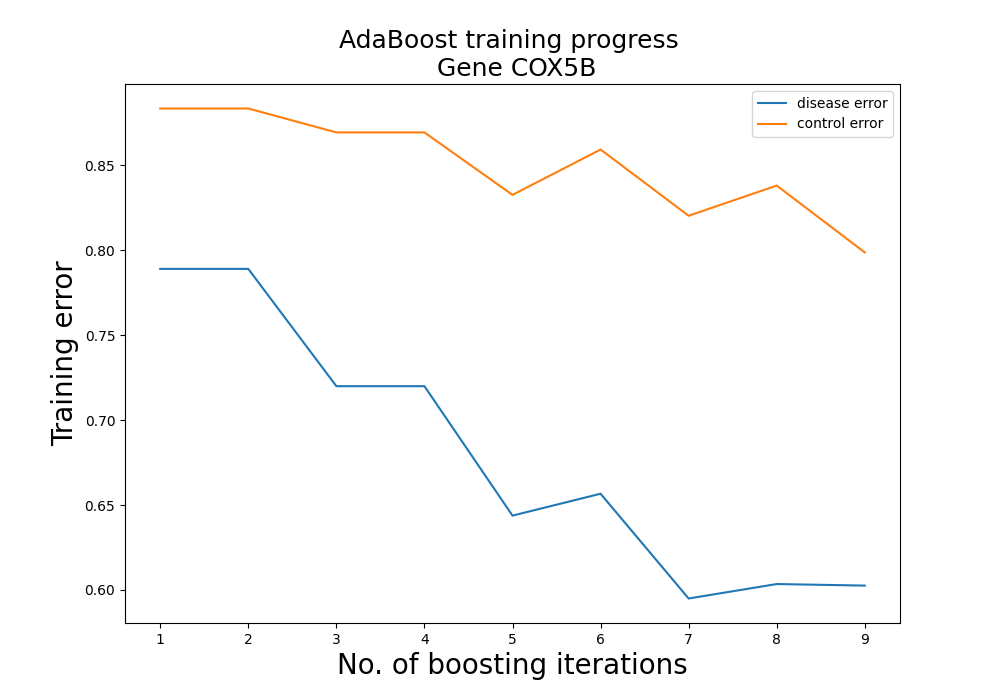 AdaBoost training progress
Gene COX5B
disease error
control error
Training error
0.85
0.80
0.75
0.70
0.65
0.60
1 2 3 4 5 6 7 8 9
No. of boosting iterations